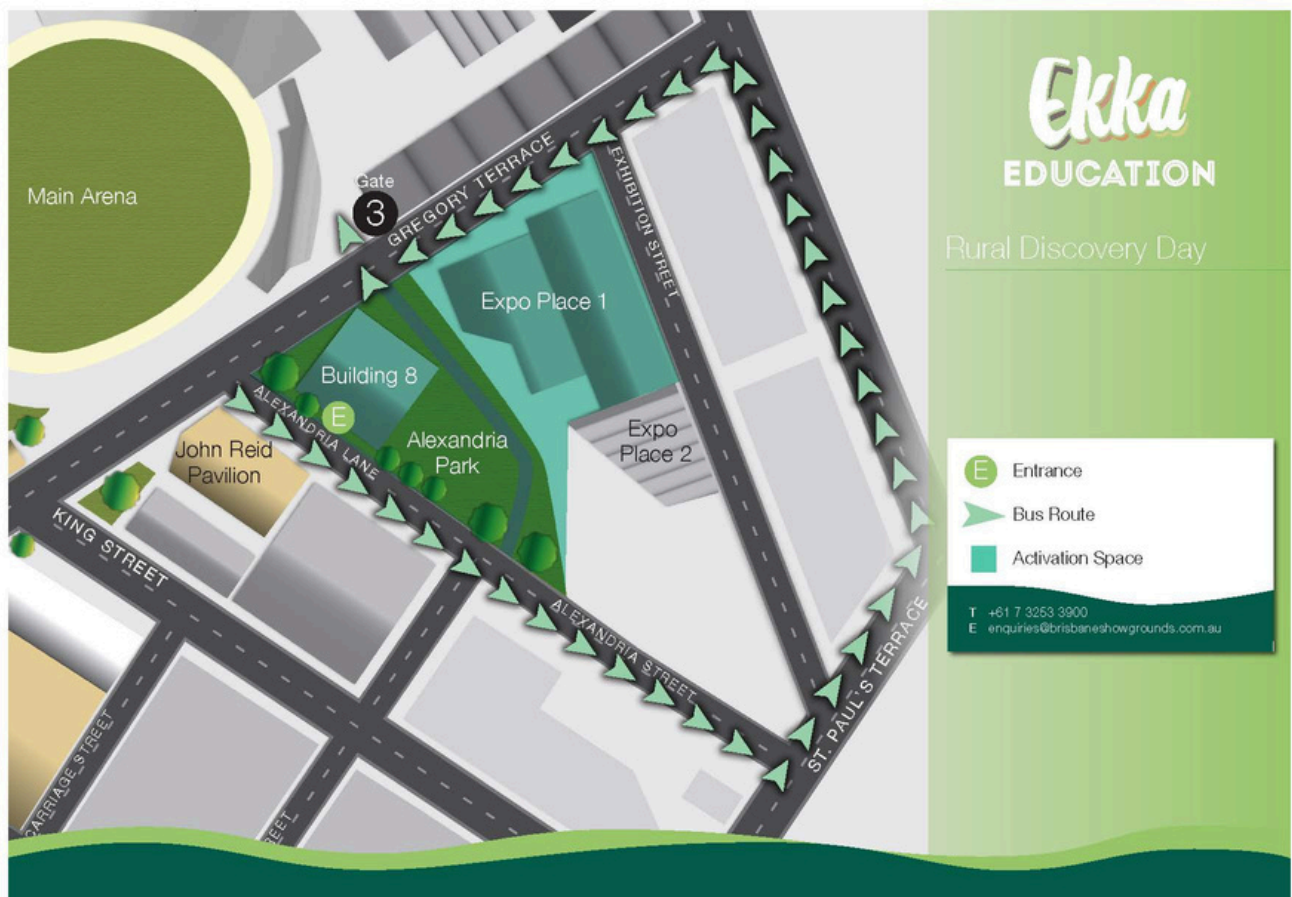 Ekka
EDUCATION
Rural Discovery Day
Main Arena
Gate
3
GREGORY TERRACE
EXHIBITION STREET
Expo Place 1
Building 8
E
ALEXANDRIA LANE
Alexandria
Park
Expo
Place 2
John Reid
Pavilion
KING STREET
ALEXANDRIA STREET
ST. PAUL'S TERRACE
CARRIAGE STREET
REET
E Entrance
Bus Route
Activation Space
T +61 7 3253 3900
E enquiries@brisbaneshowgrounds.com.au